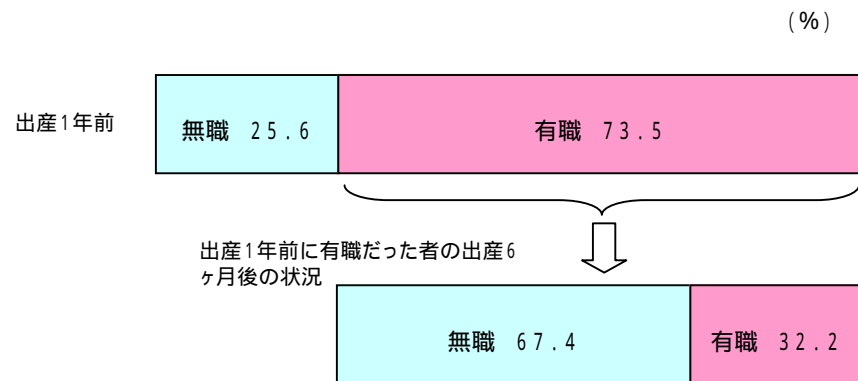 (%)
出産1年前
無職 25.6
有職 73.5
出産1年前に有職だった者の出産6
ヶ月後の状況
無職 67.4
有職 32.2